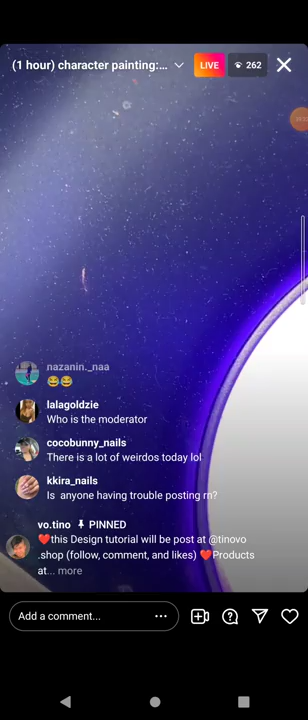 (1 hour) character painting:...
LIVE
262
nazanin._naa
😂😂
lalagoldzie
Who is the moderator
cocobunny_nails
There is a lot of weirdos today lol
kkira_nails
Is anyone having trouble posting rn?
vo.tino PINNED
❤️this Design tutorial will be post at @tinovo
.shop (follow, comment, and likes) ❤️Products
at... more
Add a comment...